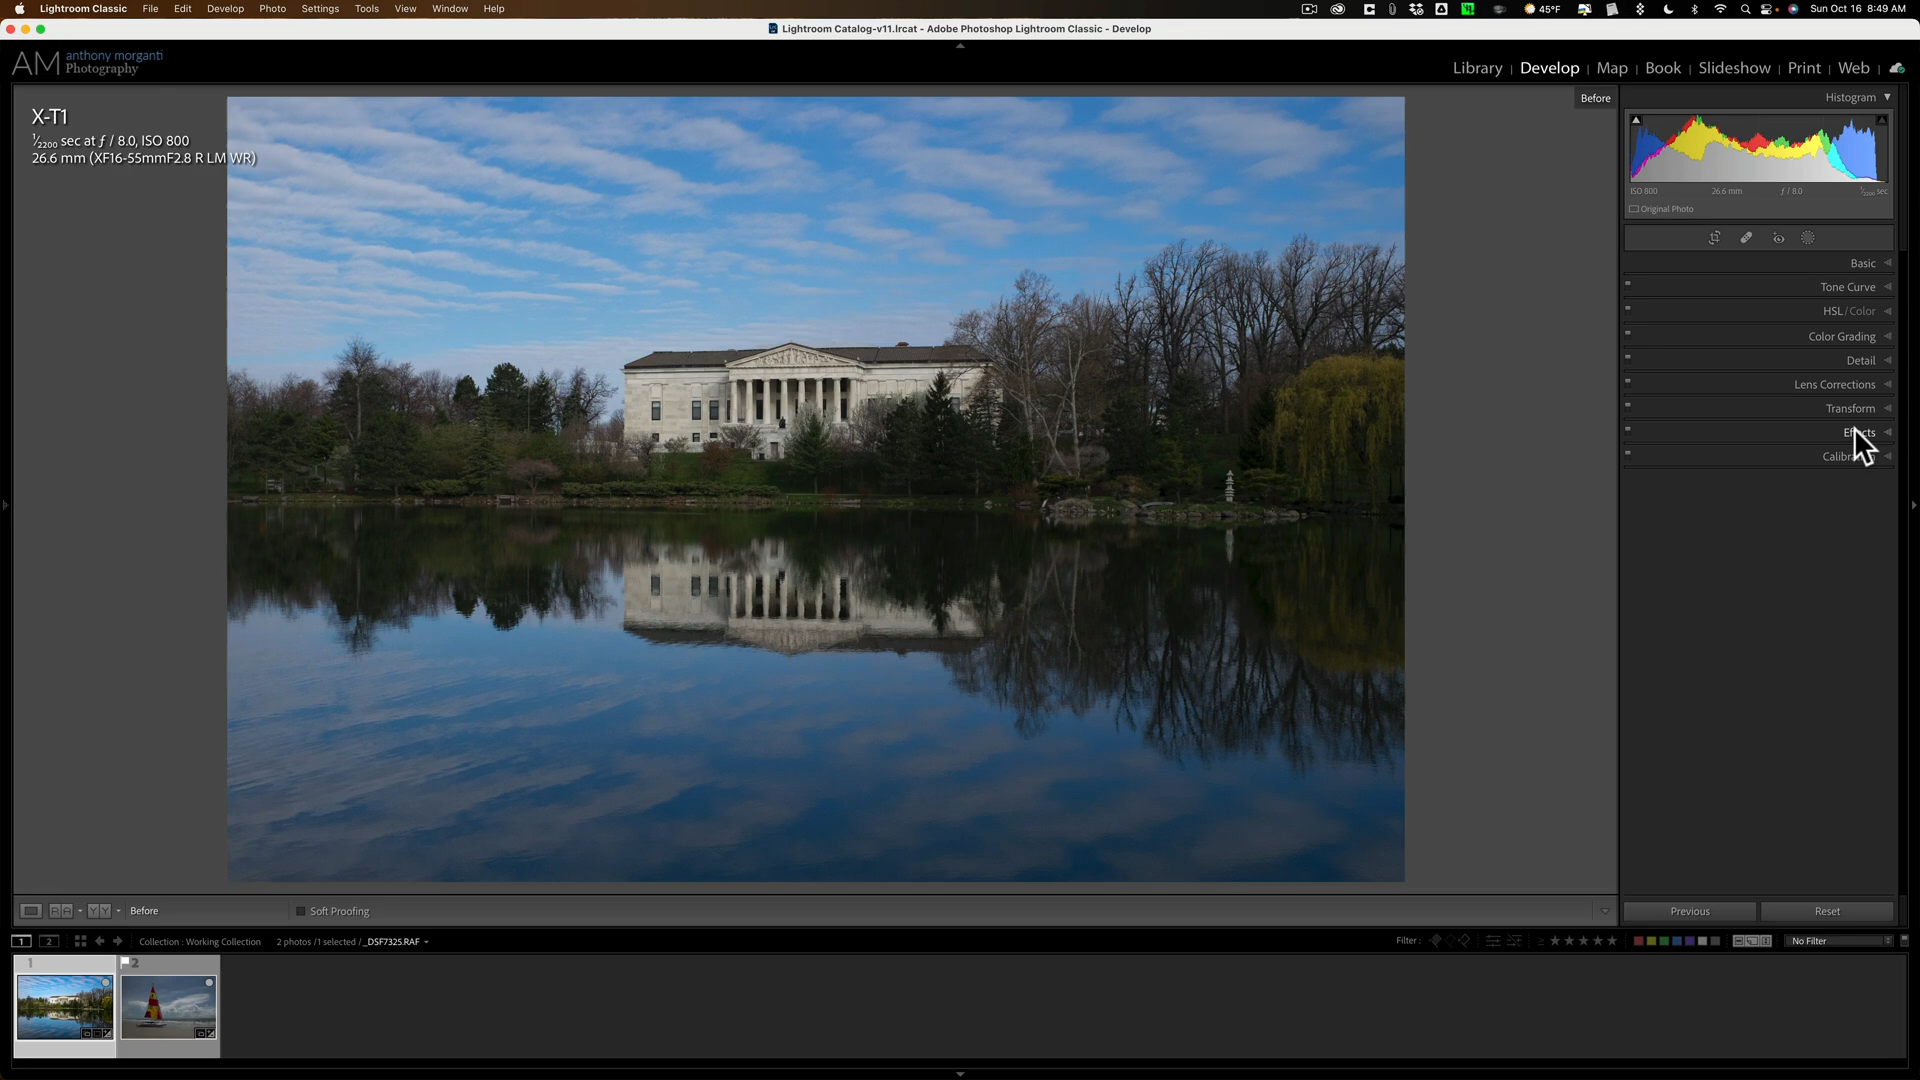 Lightroom Classic File Edit Develop Photo Settings Tools View Window Help 45°F Sun Oct 16 8:49 AM
Lightroom Catalog-v11.lrcat - Adobe Photoshop Lightroom Classic - Develop
AM anthony morganti
Photography
Library | Develop | Map | Book | Slideshow | Print | Web
X-T1
1/2200 sec at ƒ / 8.0, ISO 800
26.6 mm (XF16-55mmF2.8 R LM WR)
Before
Histogram
ISO 800 26.6 mm ƒ / 8.0 1/2200 sec
Original Photo
Basic
Tone Curve
HSL / Color
Color Grading
Detail
Lens Corrections
Transform
Effects
Before
Soft Proofing
Previous Reset
1 2 Collection : Working Collection 2 photos /1 selected /_DSF7325.RAF
Filter : No Filter
1 2